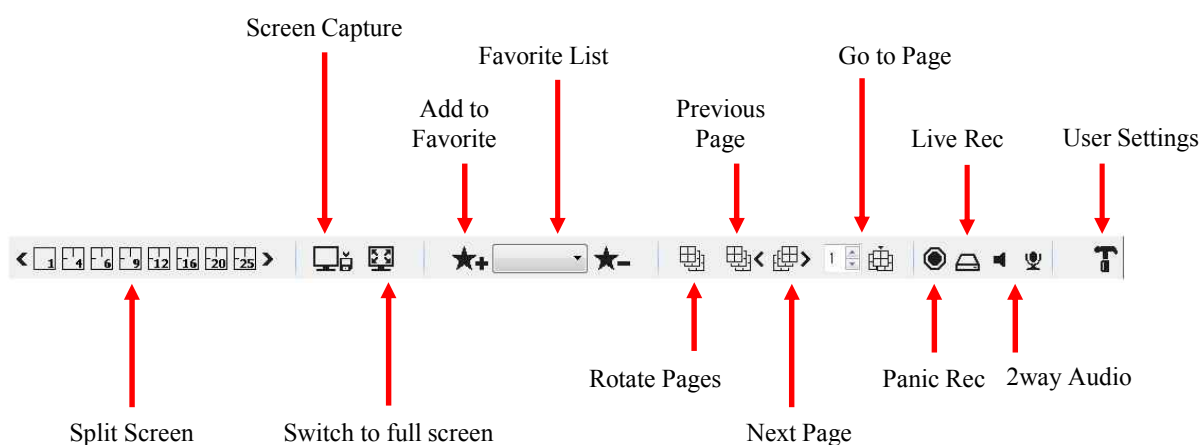 Screen Capture
Favorite List
Go to Page
Add to
Favorite
Previous
Page
Live Rec
User Settings
1 4 6 9 12 16 20 25
1
Rotate Pages
Panic Rec
2way Audio
Split Screen
Switch to full screen
Next Page